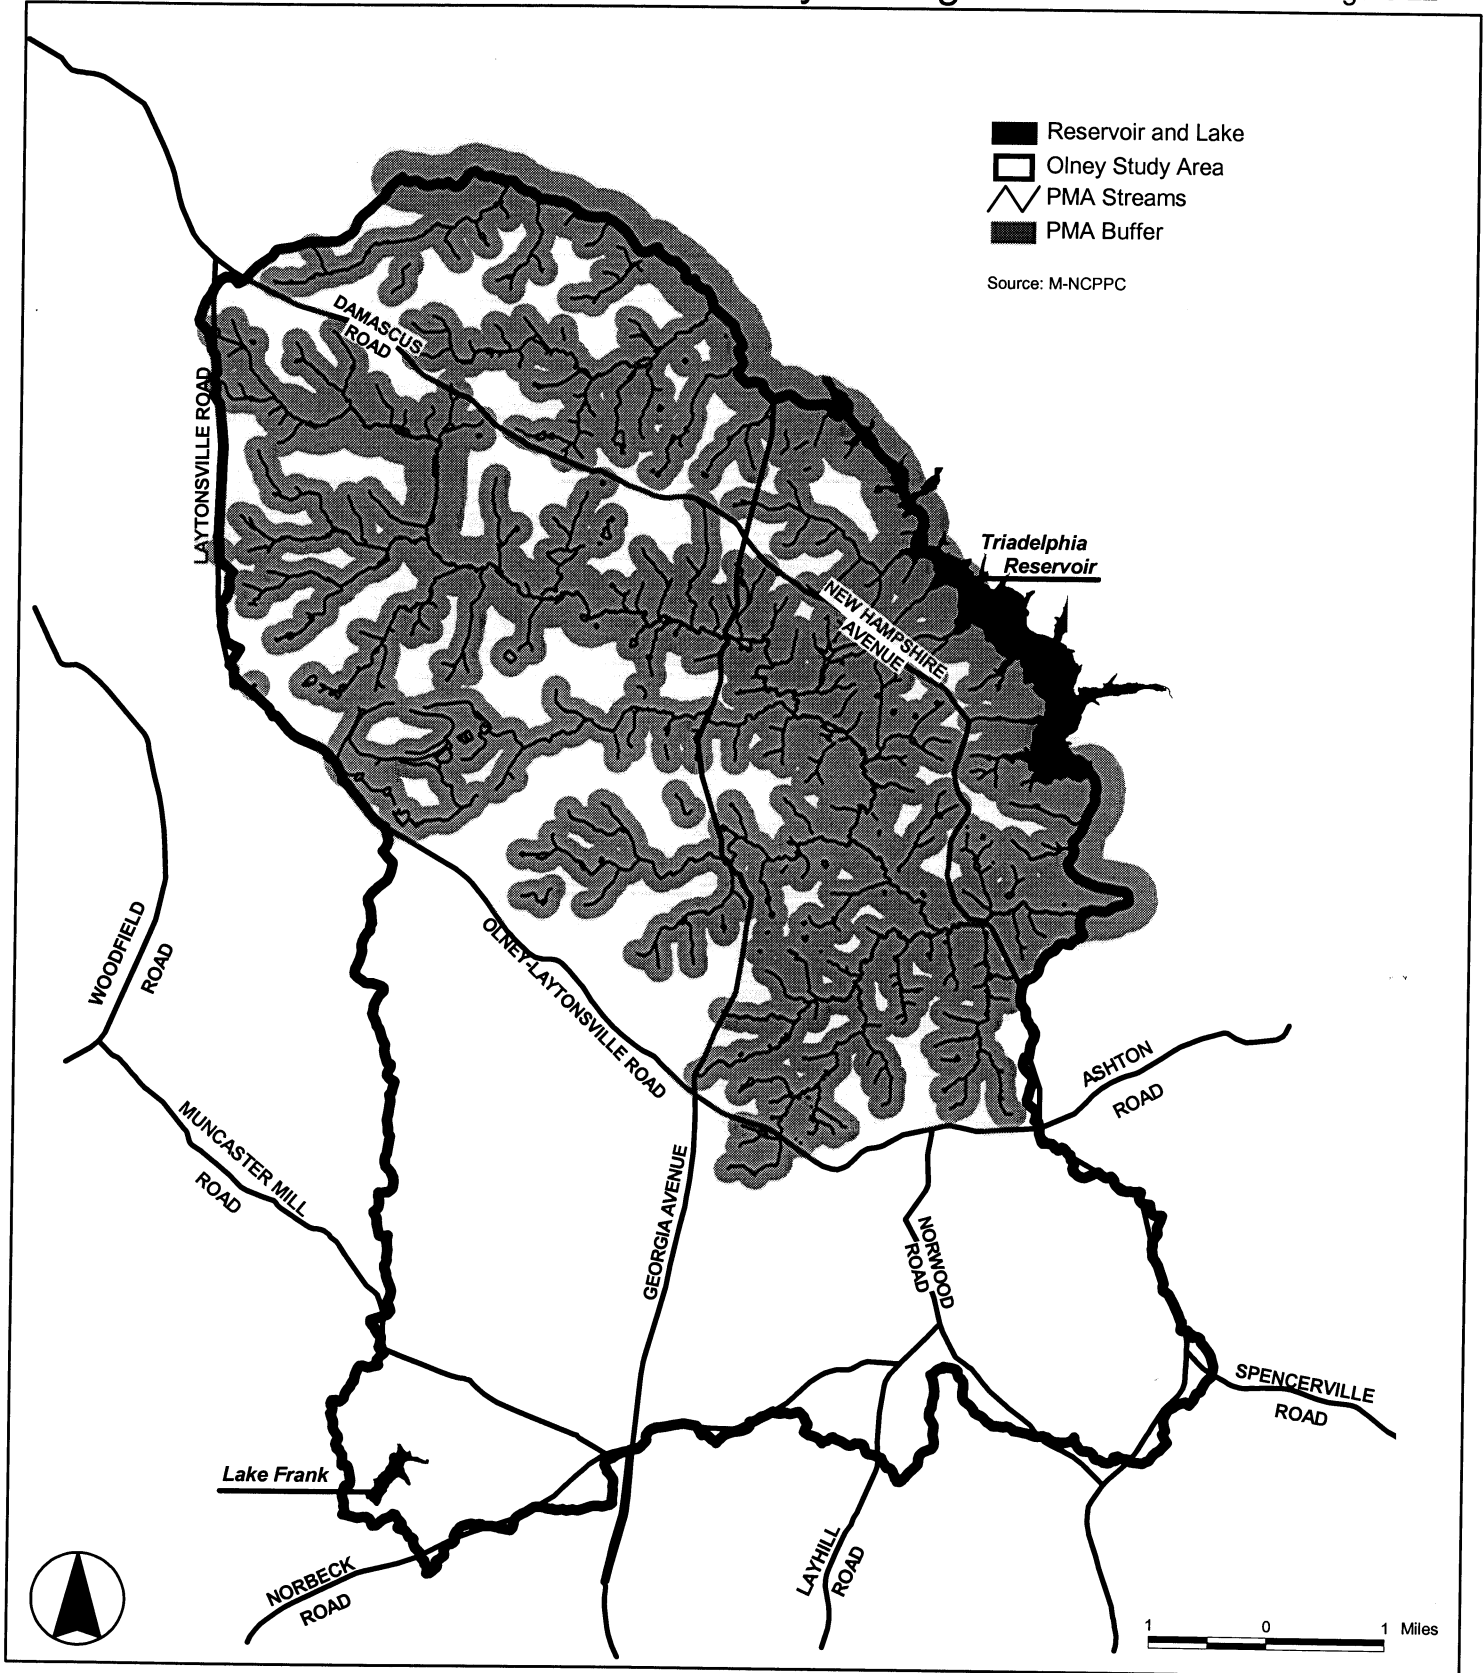 Reservoir and Lake
Olney Study Area
PMA Streams
PMA Buffer
Source: M-NCPPC
DAMASCUS
ROAD
LAYTONSVILLE ROAD
Triadelphia
Reservoir
NEW HAMPSHIRE
AVENUE
WOODFIELD
ROAD
OLNEY-LAYTONSVILLE ROAD
ASHTON
ROAD
MUNCASTER MILL
ROAD
GEORGIA AVENUE
NORWOOD
ROAD
SPENCERVILLE
ROAD
Lake Frank
LAYHILL
ROAD
NORBECK
ROAD
1 0 1 Miles